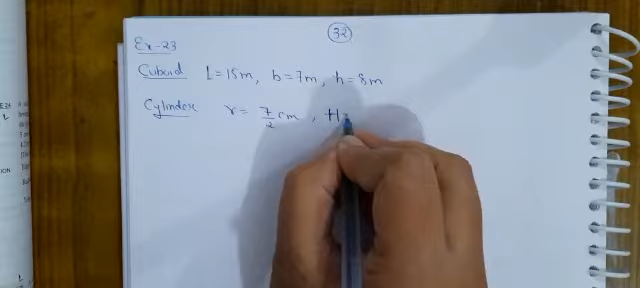 32
Ex-23
Cuboid l=15m, b=7m, h=8m
Cylinder r= 7/2 cm, H=